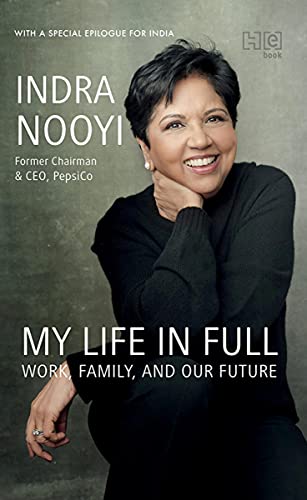 WITH A SPECIAL EPILOGUE FOR INDIA
H e
book
INDRA
NOOYI
Former Chairman
& CEO, PepsiCo
MY LIFE IN FULL
WORK, FAMILY, AND OUR FUTURE